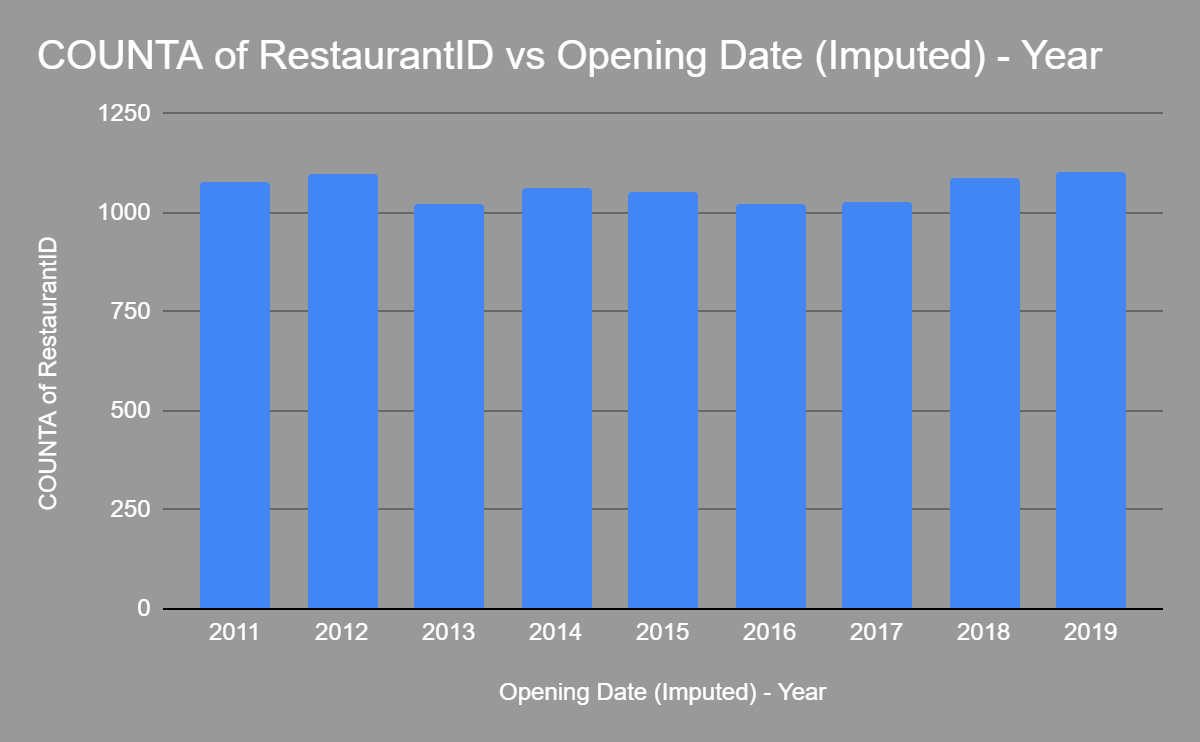 COUNTA of RestaurantID vs Opening Date (Imputed) - Year
1250
1000
750
500
250
0
COUNTA of RestaurantID
2011 2012 2013 2014 2015 2016 2017 2018 2019
Opening Date (Imputed) - Year